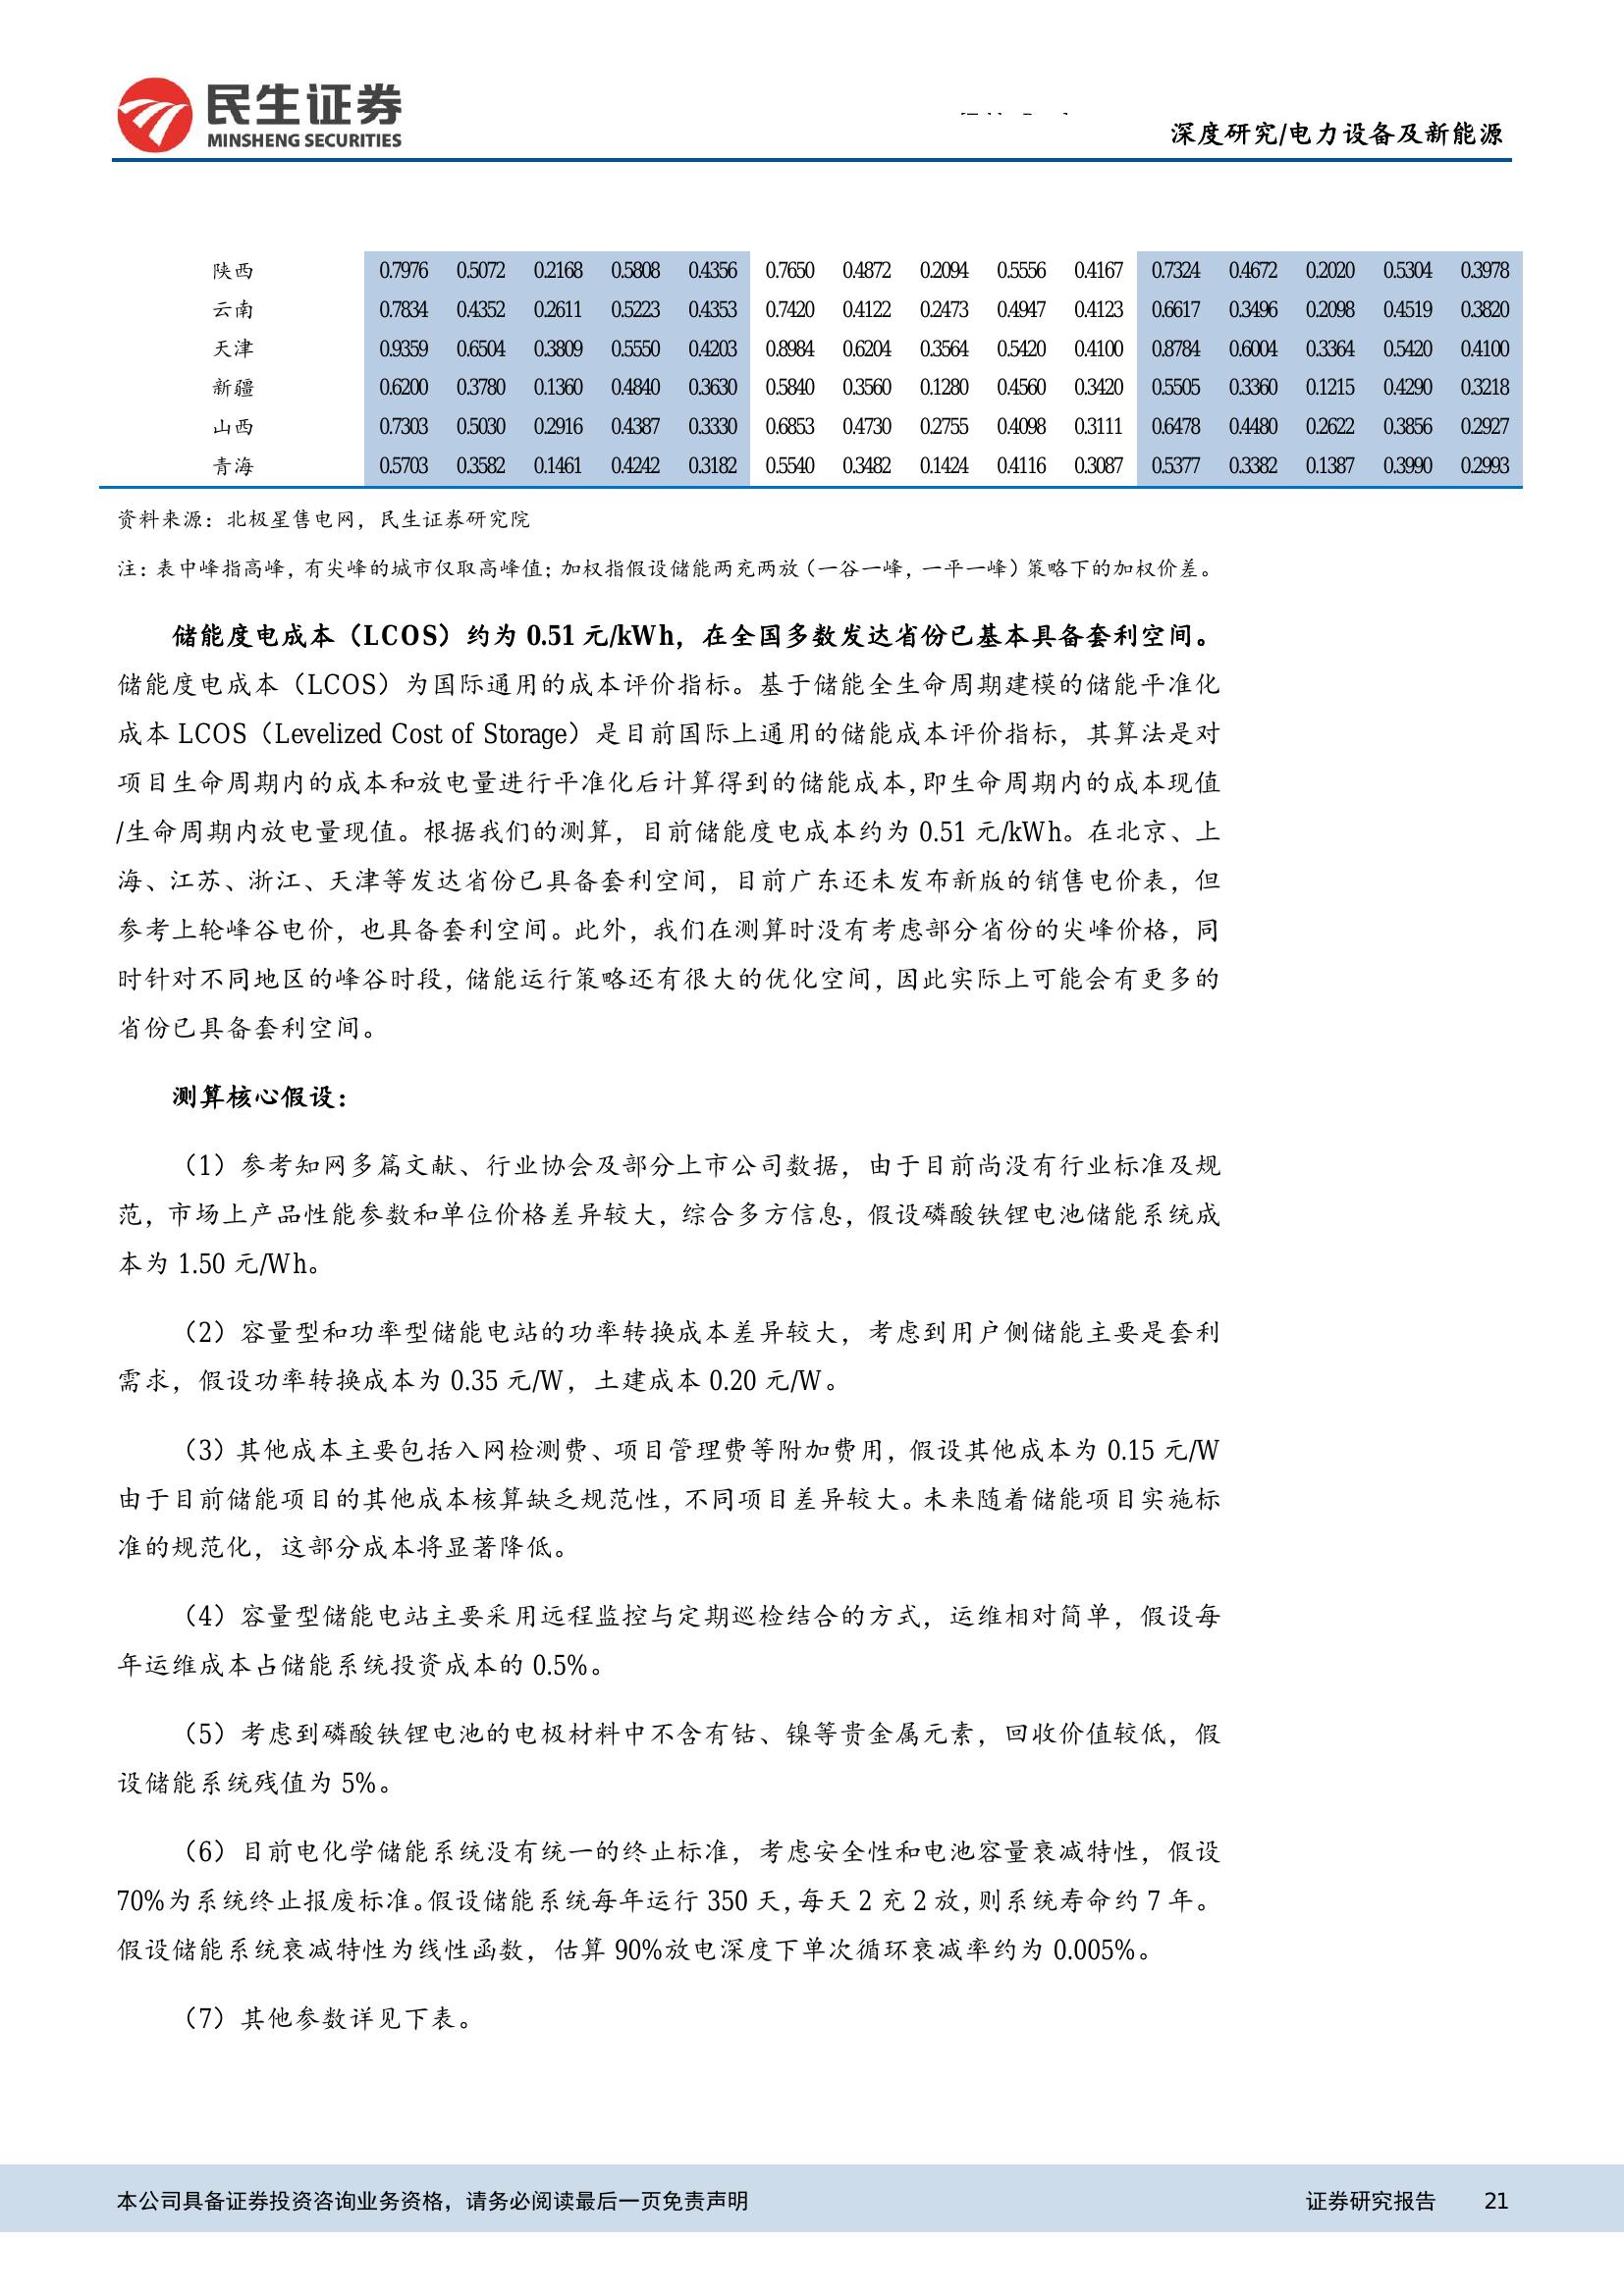 民生证券
MINSHENG SECURITIES
深度研究/电力设备及新能源
陕西 0.7976 0.5072 0.2168 0.5808 0.4356 0.7650 0.4872 0.2094 0.5556 0.4167 0.7324 0.4672 0.2020 0.5304 0.3978
云南 0.7834 0.4352 0.2611 0.5223 0.4353 0.7420 0.4122 0.2473 0.4947 0.4123 0.6617 0.3496 0.2098 0.4519 0.3820
天津 0.9359 0.6504 0.3809 0.5550 0.4203 0.8984 0.6204 0.3564 0.5420 0.4100 0.8784 0.6004 0.3364 0.5420 0.4100
新疆 0.6200 0.3780 0.1360 0.4840 0.3630 0.5840 0.3560 0.1280 0.4560 0.3420 0.5505 0.3360 0.1215 0.4290 0.3218
山西 0.7303 0.5030 0.2916 0.4387 0.3330 0.6853 0.4730 0.2755 0.4098 0.3111 0.6478 0.4480 0.2622 0.3856 0.2927
青海 0.5703 0.3582 0.1461 0.4242 0.3182 0.5540 0.3482 0.1424 0.4116 0.3087 0.5377 0.3382 0.1387 0.3990 0.2993
资料来源：北极星售电网，民生证券研究院
注：表中峰指高峰，有尖峰的城市仅取高峰值；加权指假设储能两充两放（一谷一峰，一平一峰）策略下的加权价差。
储能度电成本（LCOS）约为 0.51 元/kWh，在全国多数发达省份已基本具备套利空间。
储能度电成本（LCOS）为国际通用的成本评价指标。基于储能全生命周期建模的储能平准化
成本 LCOS（Levelized Cost of Storage）是目前国际上通用的储能成本评价指标，其算法是对
项目生命周期内的成本和放电量进行平准化后计算得到的储能成本，即生命周期内的成本现值
/生命周期内放电量现值。根据我们的测算，目前储能度电成本约为 0.51 元/kWh。在北京、上
海、江苏、浙江、天津等发达省份已具备套利空间，目前广东还未发布新版的销售电价表，但
参考上轮峰谷电价，也具备套利空间。此外，我们在测算时没有考虑部分省份的尖峰价格，同
时针对不同地区的峰谷时段，储能运行策略还有很大的优化空间，因此实际上可能会有更多的
省份已具备套利空间。
测算核心假设：
（1）参考知网多篇文献、行业协会及部分上市公司数据，由于目前尚没有行业标准及规
范，市场上产品性能参数和单位价格差异较大，综合多方信息，假设磷酸铁锂电池储能系统成
本为 1.50 元/Wh。
（2）容量型和功率型储能电站的功率转换成本差异较大，考虑到用户侧储能主要是套利
需求，假设功率转换成本为 0.35 元/W，土建成本 0.20 元/W。
（3）其他成本主要包括入网检测费、项目管理费等附加费用，假设其他成本为 0.15 元/W
由于目前储能项目的其他成本核算缺乏规范性，不同项目差异较大。未来随着储能项目实施标
准的规范化，这部分成本将显著降低。
（4）容量型储能电站主要采用远程监控与定期巡检结合的方式，运维相对简单，假设每
年运维成本占储能系统投资成本的 0.5%。
（5）考虑到磷酸铁锂电池的电极材料中不含有钴、镍等贵金属元素，回收价值较低，假
设储能系统残值为 5%。
（6）目前电化学储能系统没有统一的终止标准，考虑安全性和电池容量衰减特性，假设
70%为系统终止报废标准。假设储能系统每年运行 350 天，每天 2 充 2 放，则系统寿命约 7 年。
假设储能系统衰减特性为线性函数，估算 90%放电深度下单次循环衰减率约为 0.005%。
（7）其他参数详见下表。
本公司具备证券投资咨询业务资格，请务必阅读最后一页免责声明 证券研究报告 21